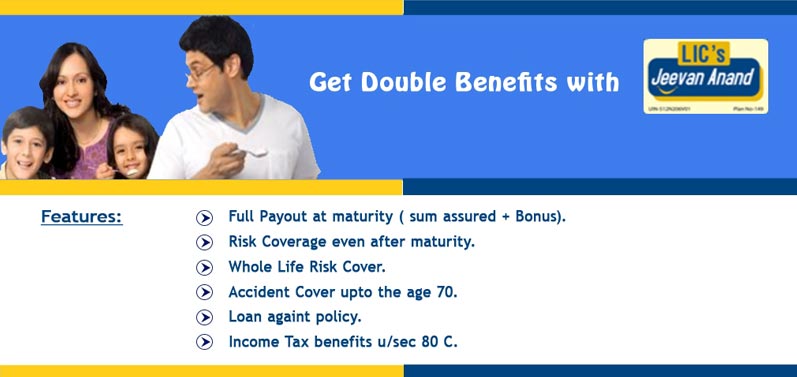 Get Double Benefits with
LIC's
Jeevan Anand
UIN-512N206V01 Plan No-149
Features:
Full Payout at maturity ( sum assured + Bonus).
Risk Coverage even after maturity.
Whole Life Risk Cover.
Accident Cover upto the age 70.
Loan againt policy.
Income Tax benefits u/sec 80 C.